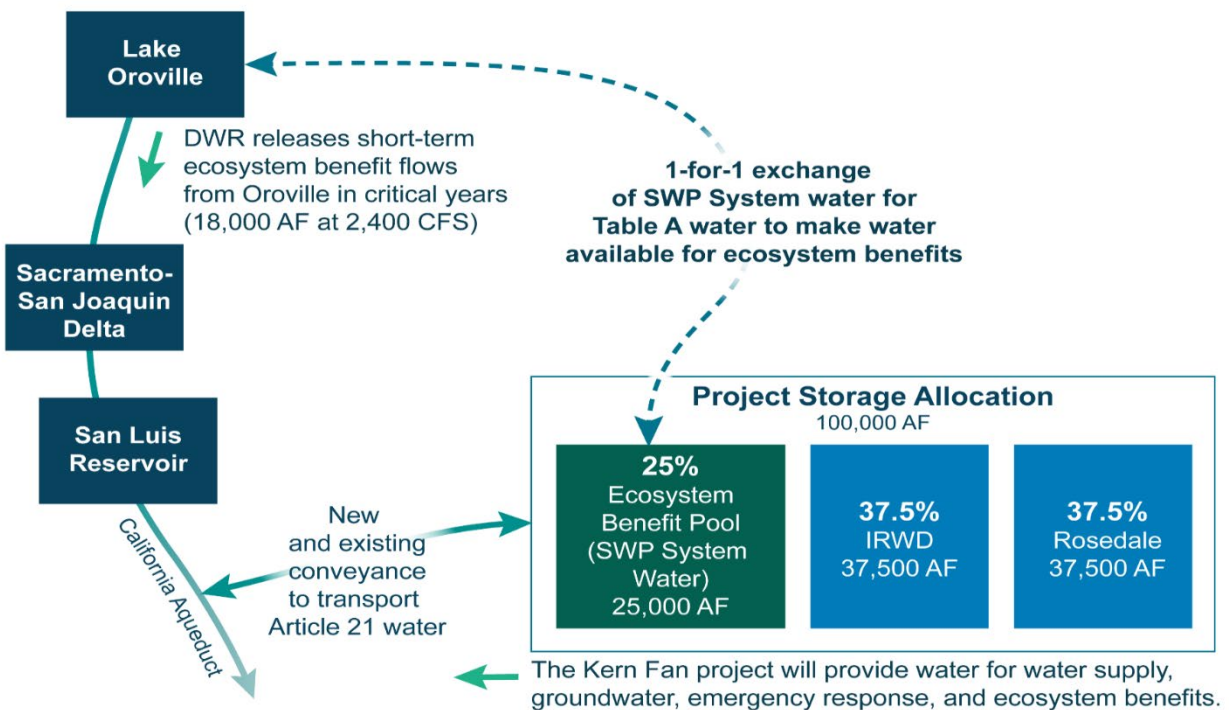 Lake
Oroville
DWR releases short-term
ecosystem benefit flows
from Oroville in critical years
(18,000 AF at 2,400 CFS)
1-for-1 exchange
of SWP System water for
Table A water to make water
available for ecosystem benefits
Sacramento-
San Joaquin
Delta
San Luis
Reservoir
California Aqueduct
New
and existing
conveyance
to transport
Article 21 water
Project Storage Allocation
100,000 AF
25%
Ecosystem
Benefit Pool
(SWP System
Water)
25,000 AF
37.5%
IRWD
37,500 AF
37.5%
Rosedale
37,500 AF
The Kern Fan project will provide water for water supply,
groundwater, emergency response, and ecosystem benefits.